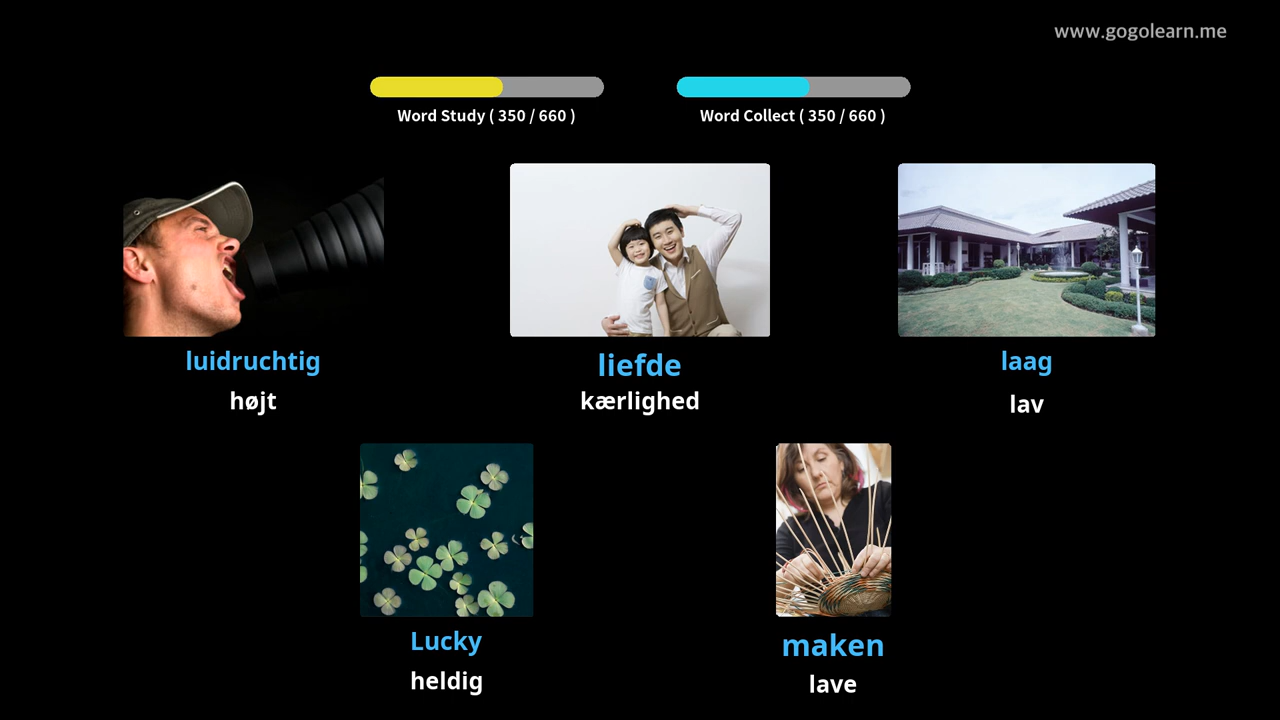 www.gogolearn.me
Word Study ( 350 / 660 )
Word Collect ( 350 / 660 )
luidruchtig
højt
liefde
kærlighed
laag
lav
Lucky
heldig
maken
lave